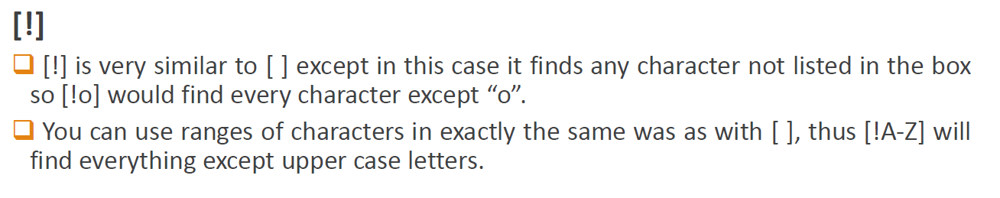 [!]
[!] is very similar to [ ] except in this case it finds any character not listed in the box
so [!o] would find every character except “o”.
You can use ranges of characters in exactly the same was as with [ ], thus [!A-Z] will
find everything except upper case letters.